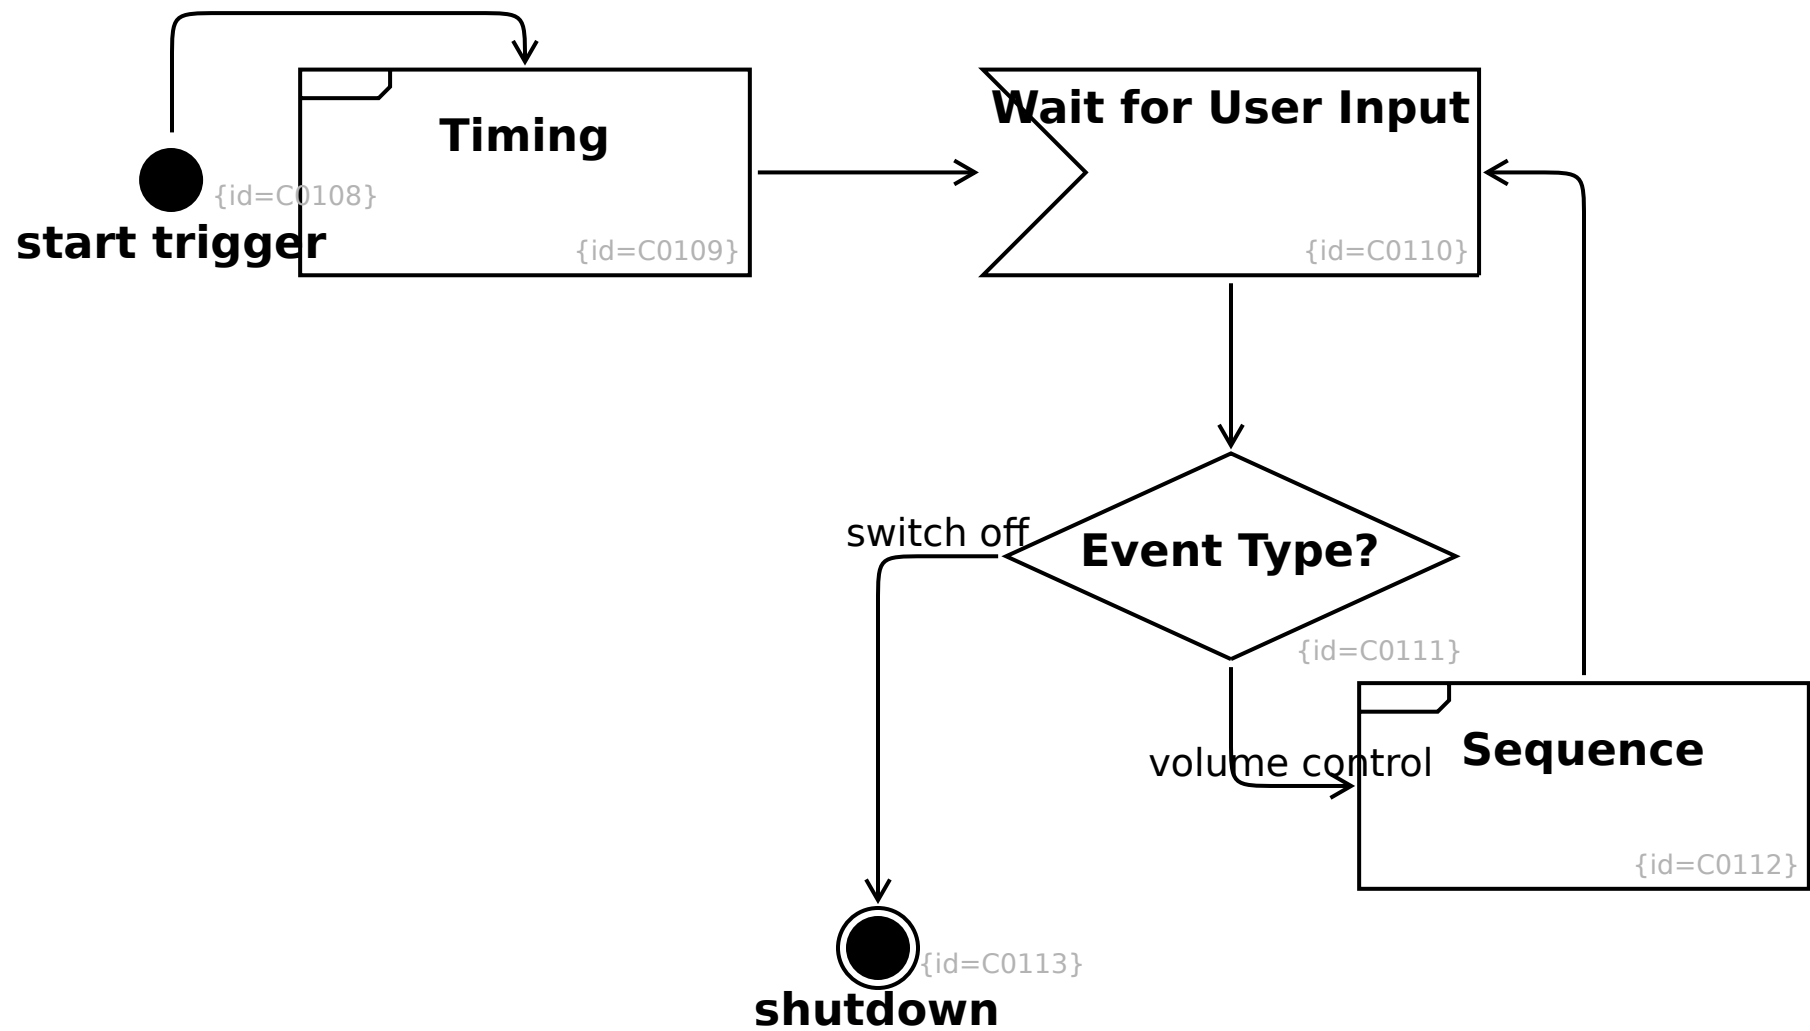 Timing
Wait for User Input
{id=C0108}
start trigger
{id=C0109}
{id=C0110}
switch off
Event Type?
{id=C0111}
volume control
Sequence
{id=C0112}
{id=C0113}
shutdown